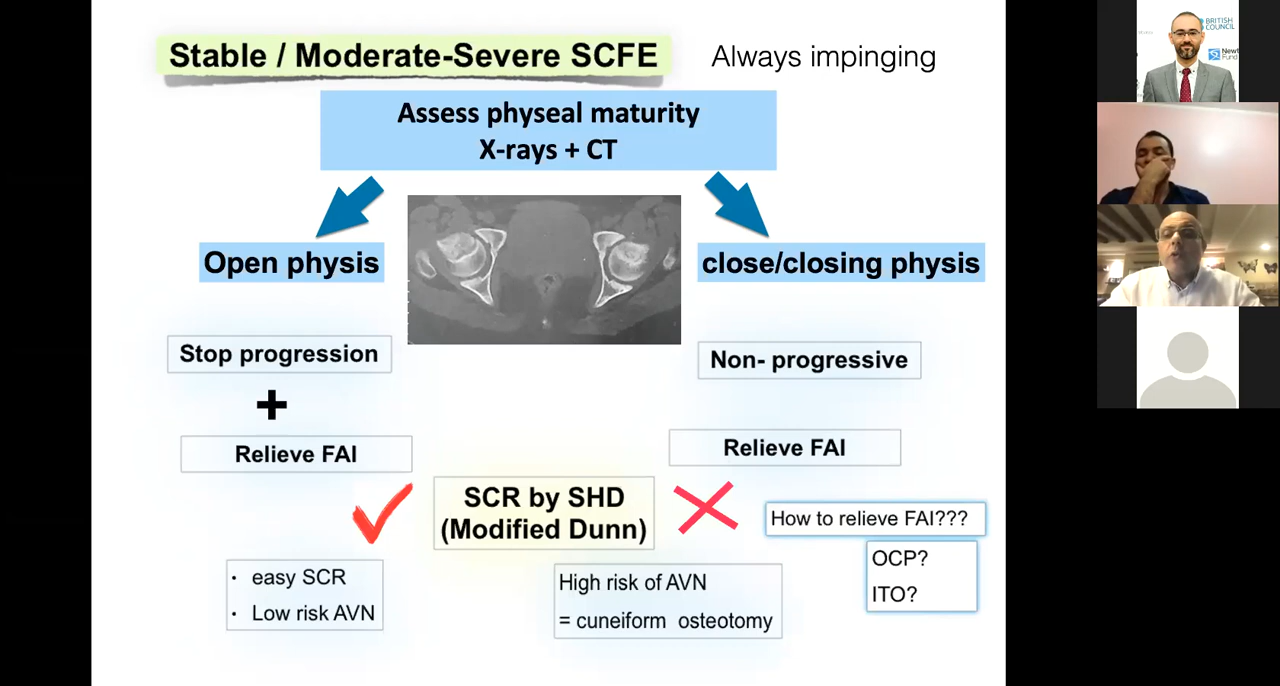 Stable / Moderate-Severe SCFE
Always impinging
Assess physeal maturity
X-rays + CT
Open physis
close/closing physis
Stop progression
+
Relieve FAI
Non- progressive
Relieve FAI
SCR by SHD
(Modified Dunn)
• easy SCR
• Low risk AVN
High risk of AVN
= cuneiform osteotomy
How to relieve FAI???
OCP?
ITO?
BRITISH
COUNCIL
Newt
Fund